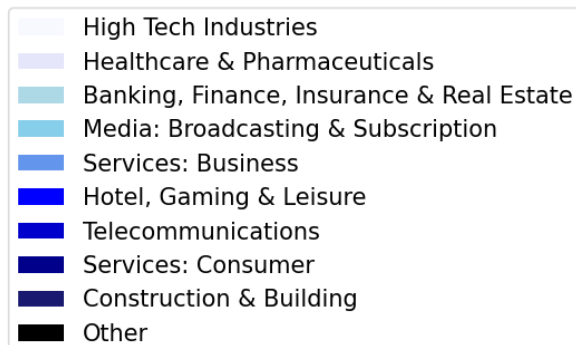 High Tech Industries
Healthcare & Pharmaceuticals
Banking, Finance, Insurance & Real Estate
Media: Broadcasting & Subscription
Services: Business
Hotel, Gaming & Leisure
Telecommunications
Services: Consumer
Construction & Building
Other